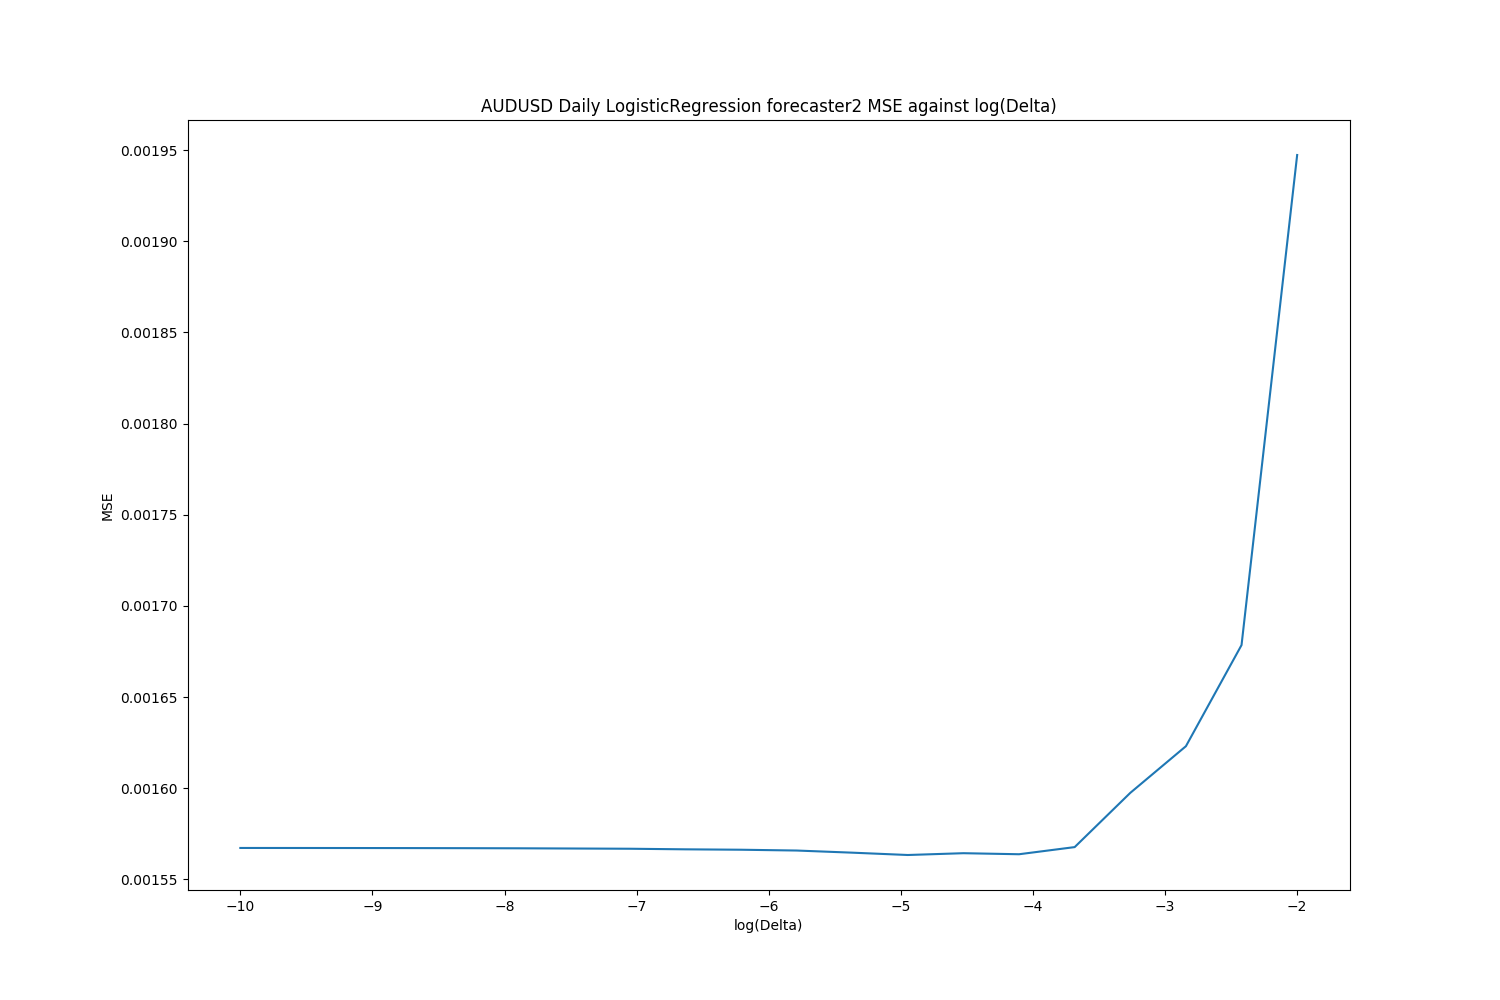 AUDUSD Daily LogisticRegression forecaster2 MSE against log(Delta)
0.00195
0.00190
0.00185
0.00180
0.00175
0.00170
0.00165
0.00160
0.00155
MSE
−10 −9 −8 −7 −6 −5 −4 −3 −2
log(Delta)